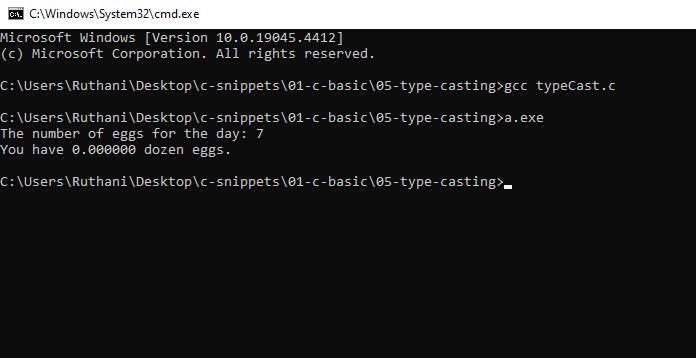 C:\Windows\System32\cmd.exe
Microsoft Windows [Version 10.0.19045.4412]
(c) Microsoft Corporation. All rights reserved.
C:\Users\Ruthani\Desktop\c-snippets\01-c-basic\05-type-casting>gcc typeCast.c
C:\Users\Ruthani\Desktop\c-snippets\01-c-basic\05-type-casting>a.exe
The number of eggs for the day: 7
You have 0.000000 dozen eggs.
C:\Users\Ruthani\Desktop\c-snippets\01-c-basic\05-type-casting>